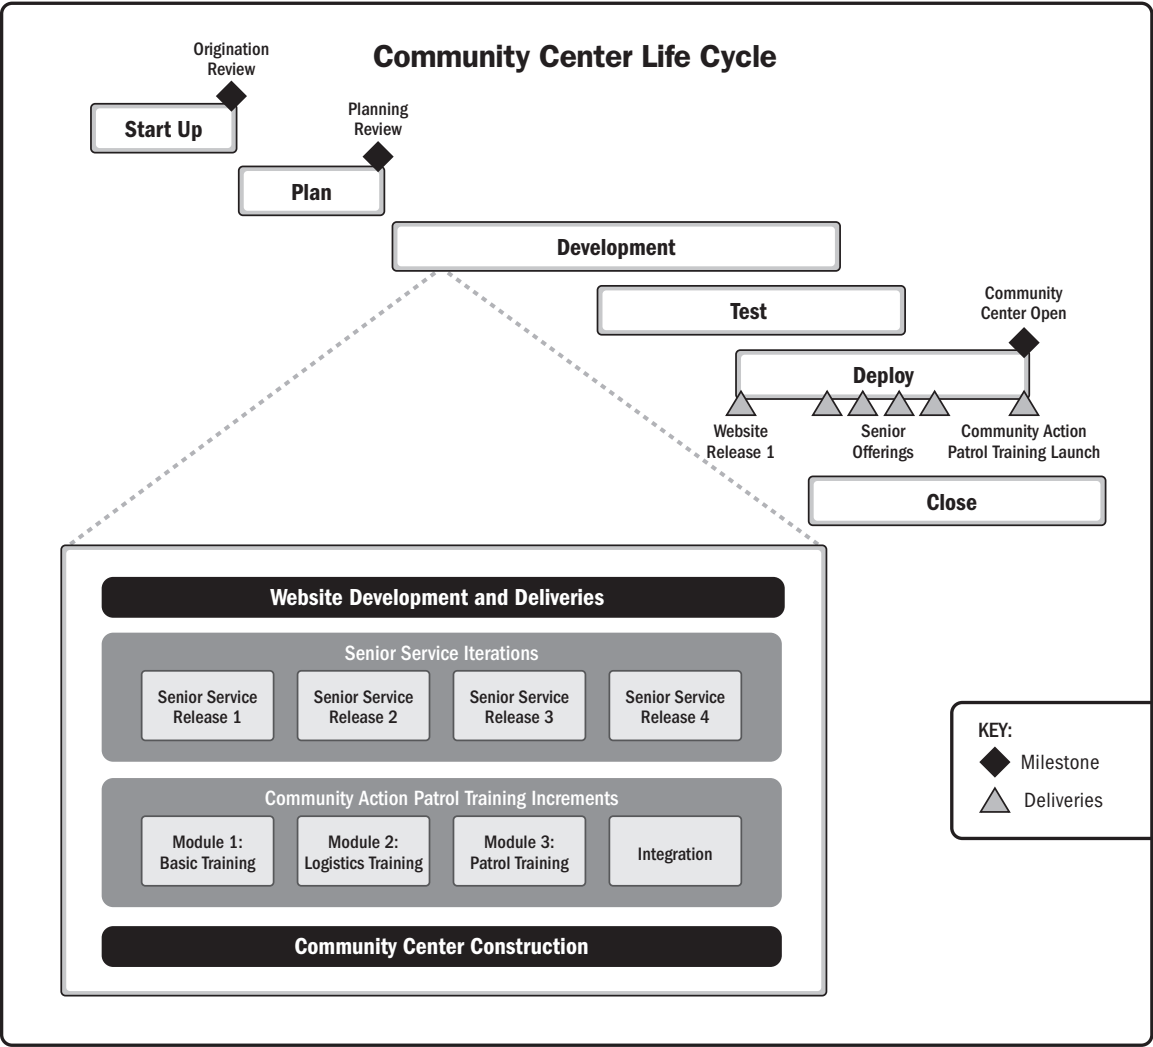 Community Center Life Cycle
Origination
Review
Start Up
Planning
Review
Plan
Development
Test
Community
Center Open
Deploy
Website
Release 1
Senior
Offerings
Community Action
Patrol Training Launch
Close
Website Development and Deliveries
Senior Service Iterations
Senior Service
Release 1
Senior Service
Release 2
Senior Service
Release 3
Senior Service
Release 4
Community Action Patrol Training Increments
Module 1:
Basic Training
Module 2:
Logistics Training
Module 3:
Patrol Training
Integration
Community Center Construction
KEY:
Milestone
Deliveries